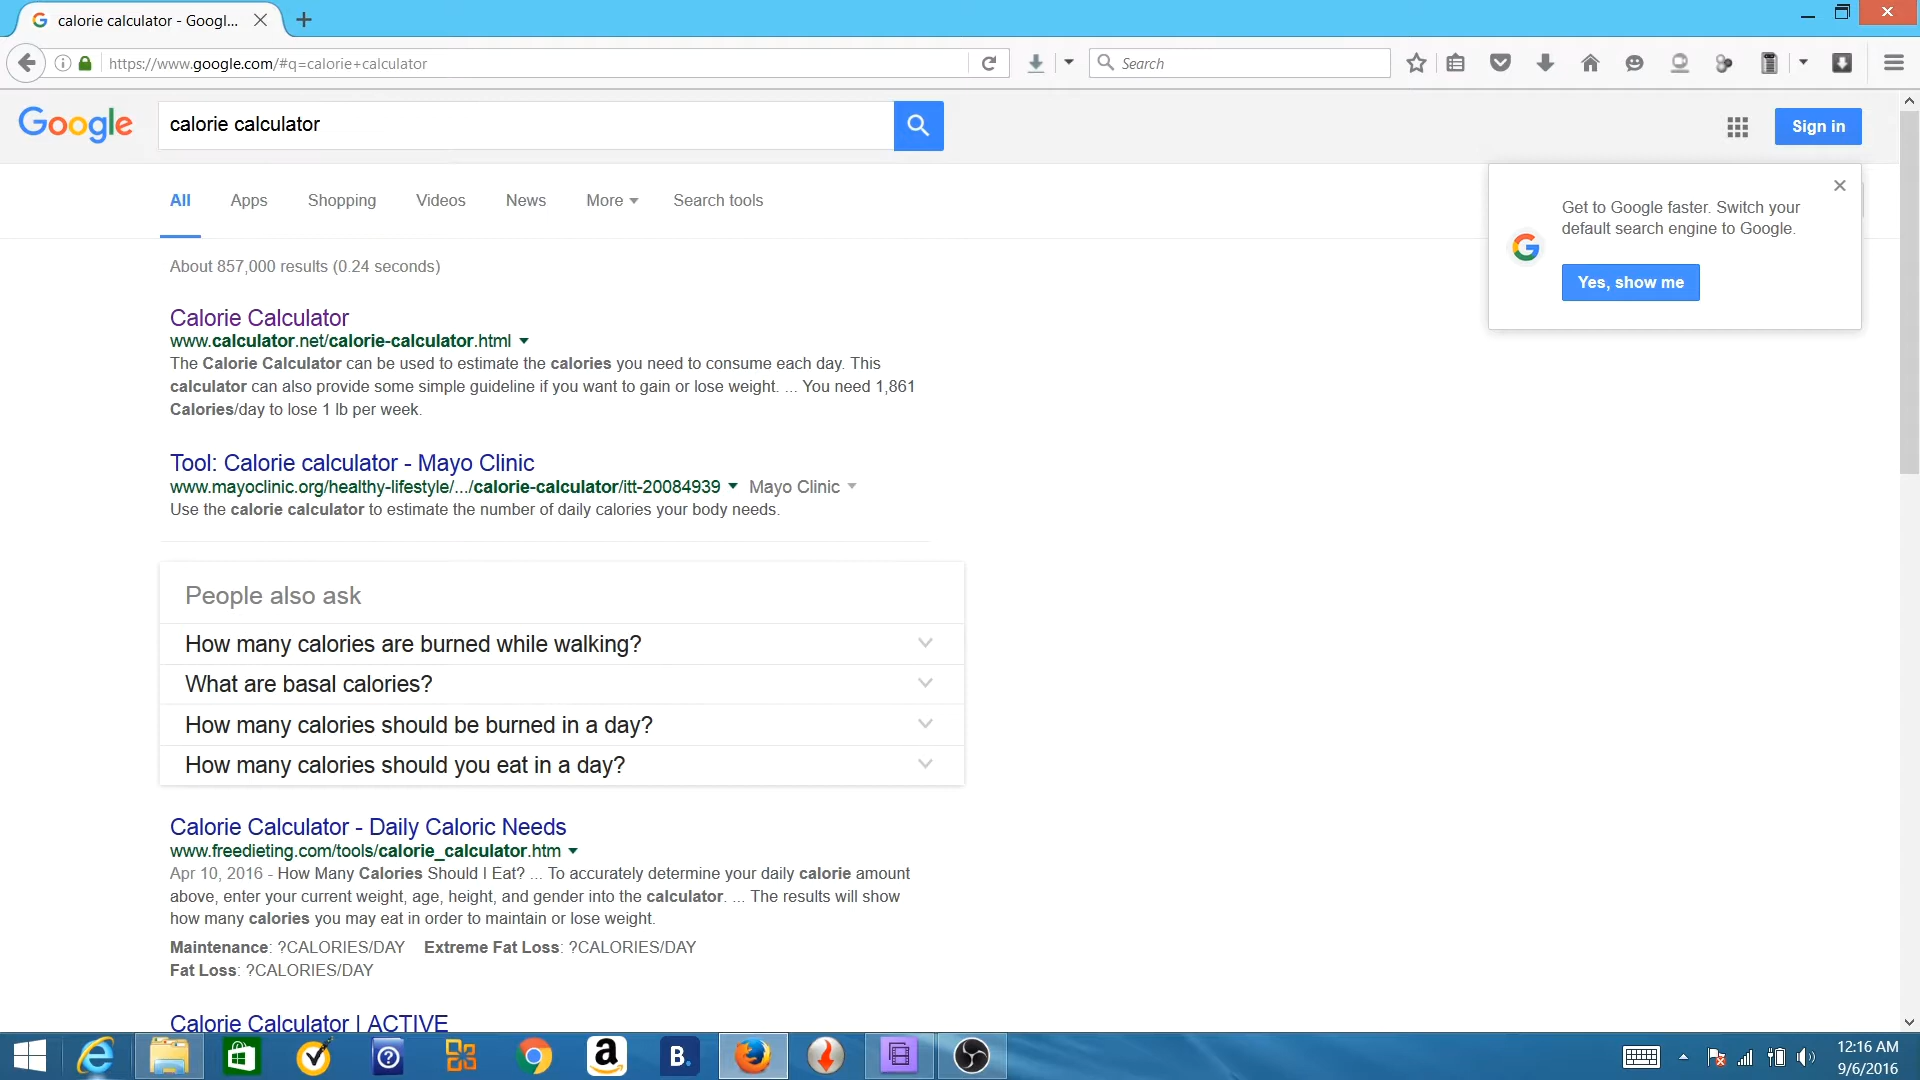 calorie calculator - Googl...
https://www.google.com/#q=calorie+calculator
Search
Google
calorie calculator
Sign in
All Apps Shopping Videos News More Search tools
Get to Google faster. Switch your
default search engine to Google.
Yes, show me
About 857,000 results (0.24 seconds)
Calorie Calculator
www.calculator.net/calorie-calculator.html
The Calorie Calculator can be used to estimate the calories you need to consume each day. This
calculator can also provide some simple guideline if you want to gain or lose weight. ... You need 1,861
Calories/day to lose 1 lb per week.
Tool: Calorie calculator - Mayo Clinic
www.mayoclinic.org/healthy-lifestyle/.../calorie-calculator/itt-20084939 Mayo Clinic
Use the calorie calculator to estimate the number of daily calories your body needs.
People also ask
How many calories are burned while walking?
What are basal calories?
How many calories should be burned in a day?
How many calories should you eat in a day?
Calorie Calculator - Daily Caloric Needs
www.freedieting.com/tools/calorie_calculator.htm
Apr 10, 2016 - How Many Calories Should I Eat? ... To accurately determine your daily calorie amount
above, enter your current weight, age, height, and gender into the calculator. ... The results will show
how many calories you may eat in order to maintain or lose weight.
Maintenance: ?CALORIES/DAY Extreme Fat Loss: ?CALORIES/DAY
Fat Loss: ?CALORIES/DAY
Calorie Calculator | ACTIVE
a
B.
12:16 AM
9/6/2016